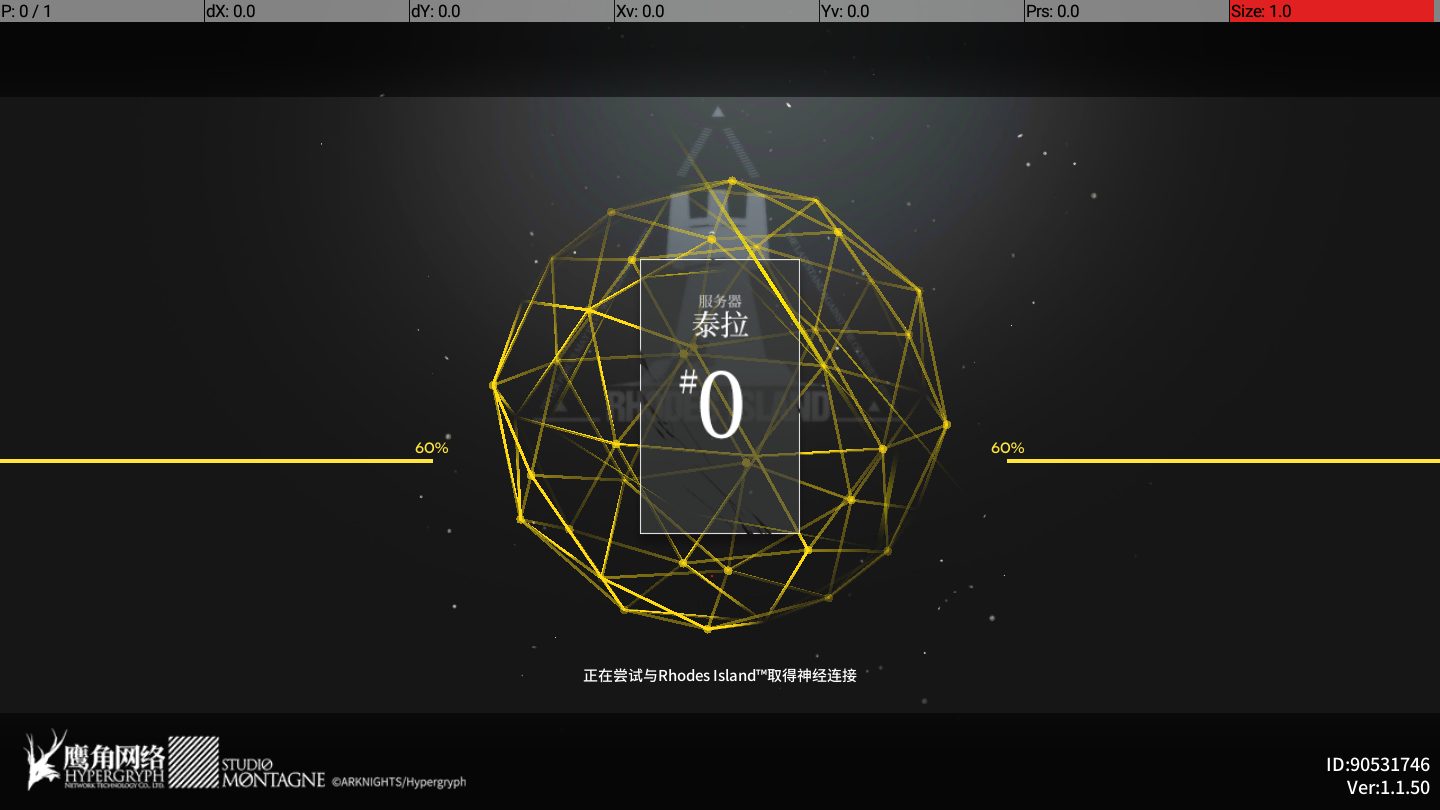 P: 0 / 1 dX: 0.0 dY: 0.0 Xv: 0.0 Yv: 0.0 Prs: 0.0 Size: 1.0
服务器
泰拉
#0
RHODES ISLAND
60% 60%
正在尝试与Rhodes Island™取得神经连接
鹰角网络
HYPERGRYPH
NETWORK TECHNOLOGY CO., LTD.
STUDIO
MØNTAGNE ©ARKNIGHTS/Hypergryph
ID:90531746
Ver:1.1.50